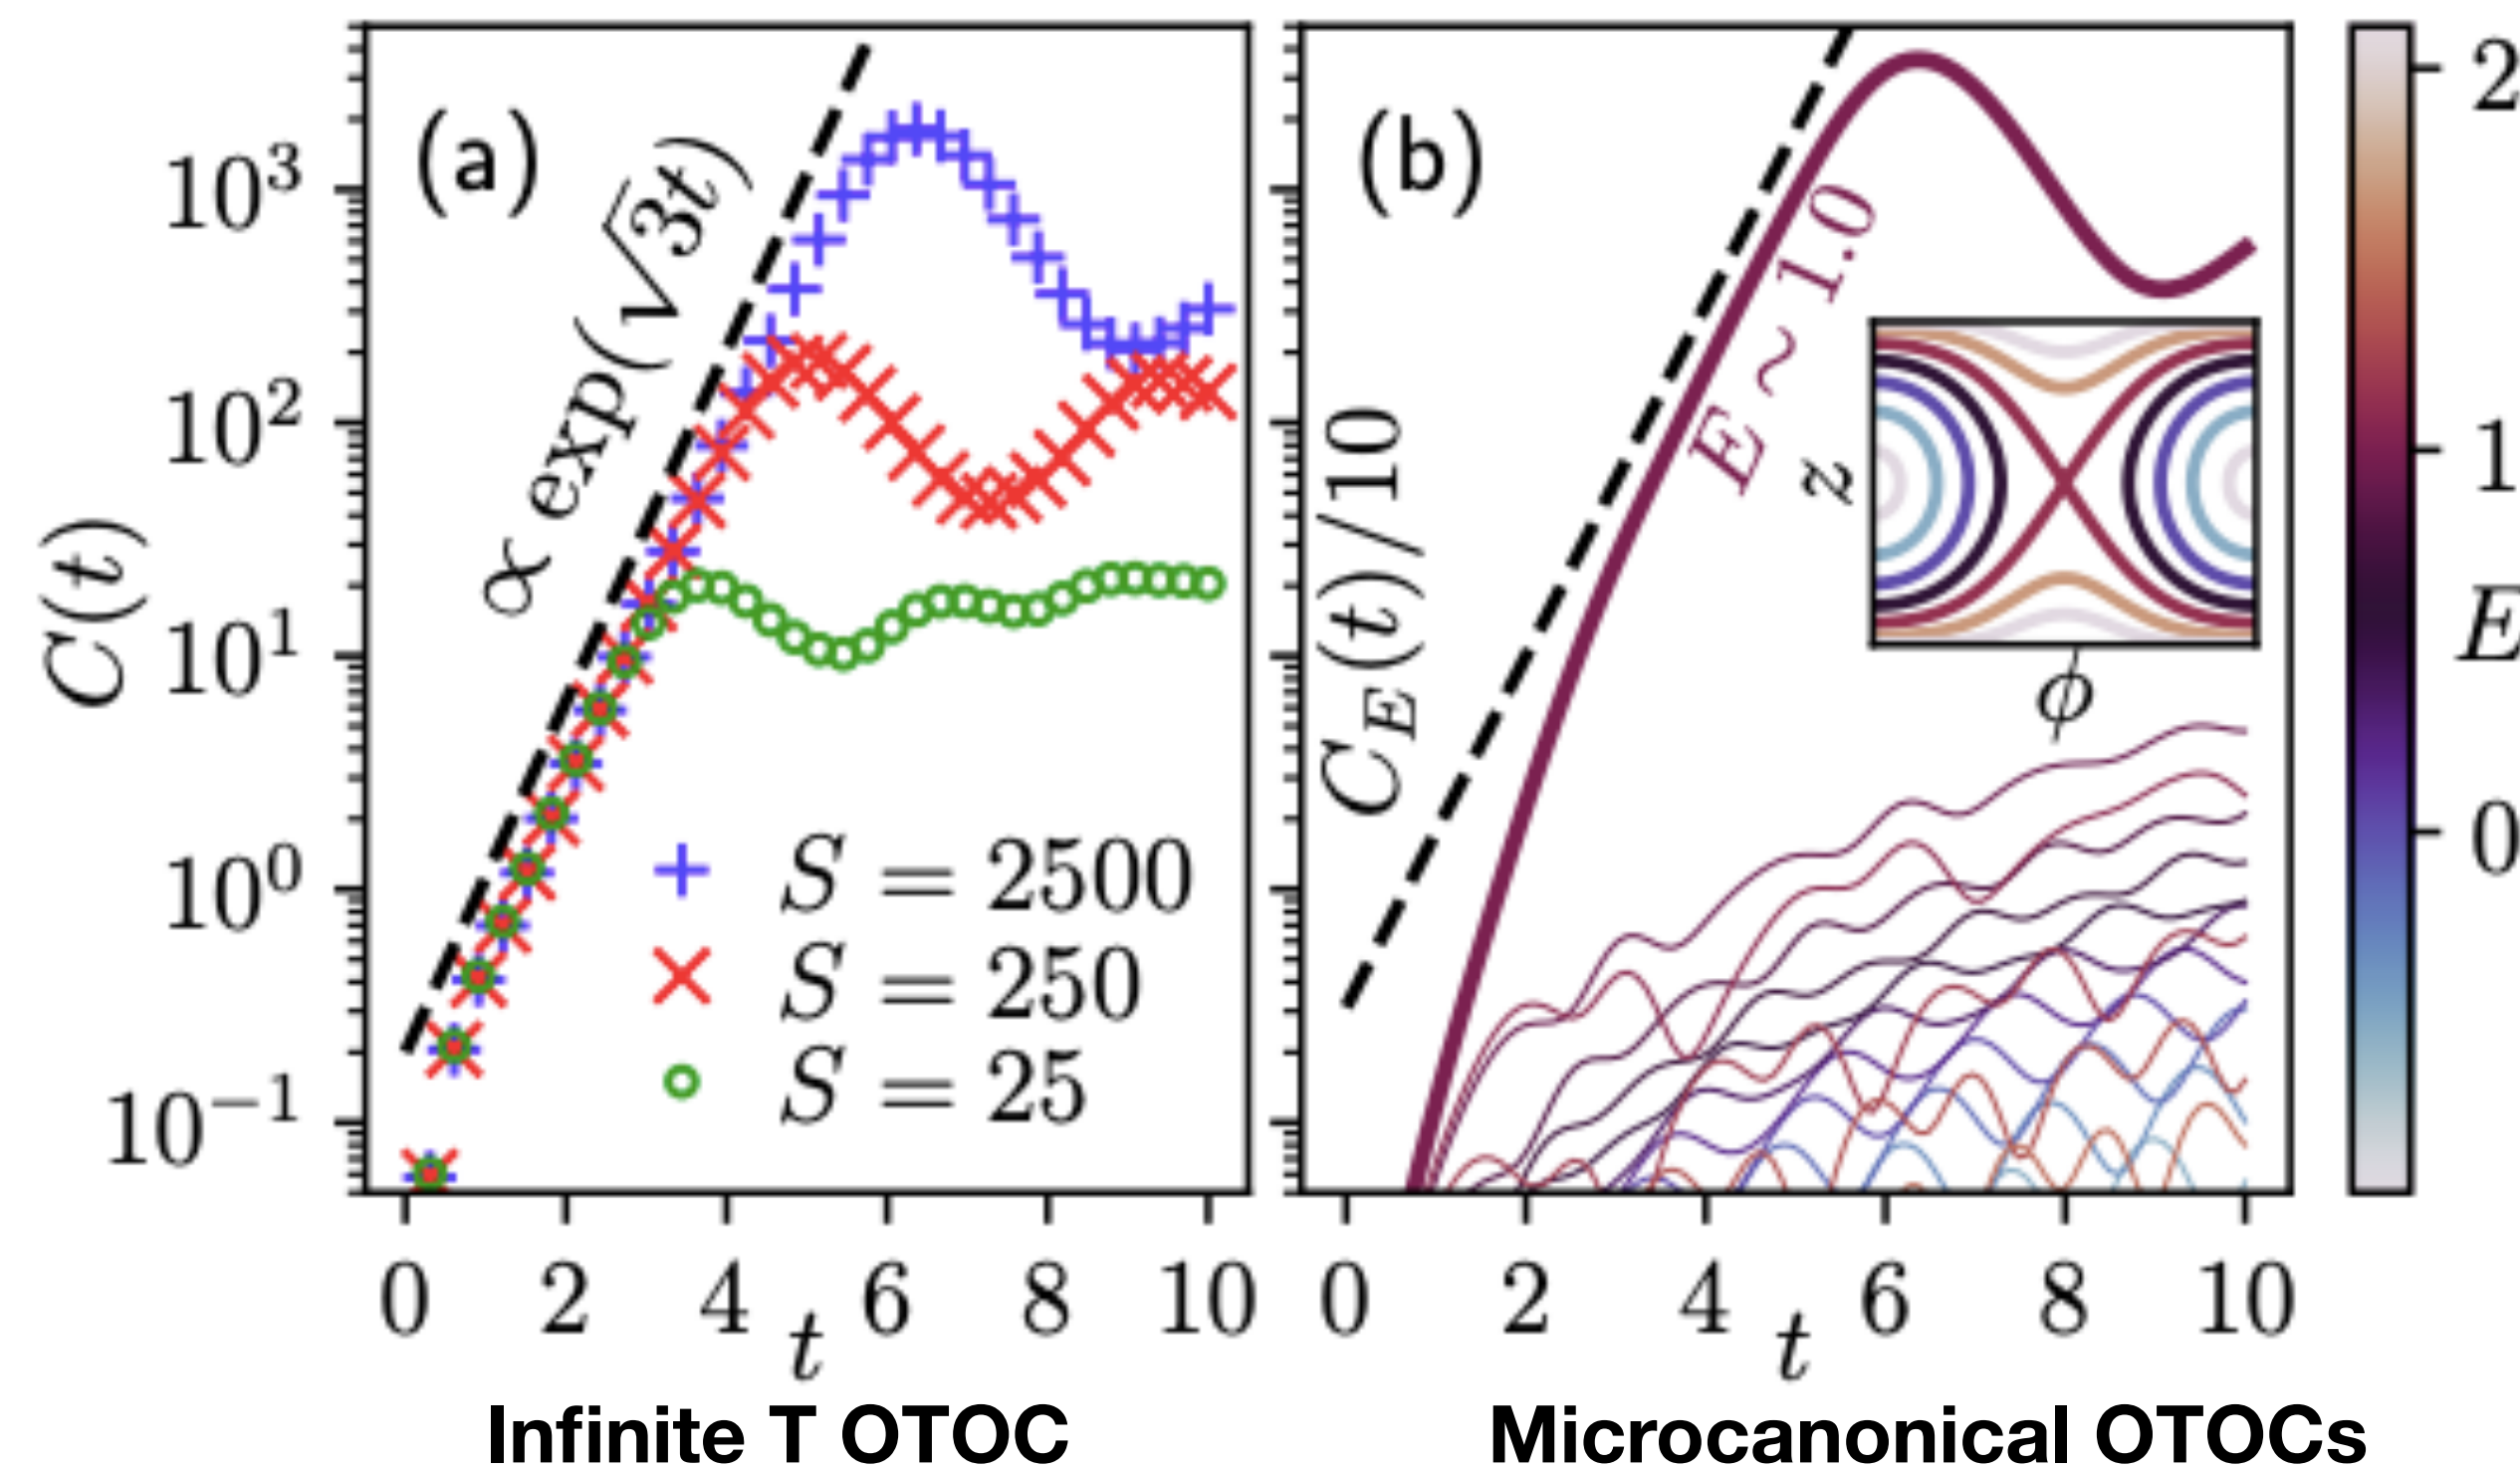 (a)
∝ exp(√3t)
C(t)
10³
10²
10¹
10⁰
10⁻¹
S = 2500
S = 250
S = 25
0 2 4 6 8 10
t
Infinite T OTOC
(b)
E ~ 1.0
C_E(t)/10
z
ϕ
0 2 4 6 8 10
t
2
1
E
0
Microcanonical OTOCs